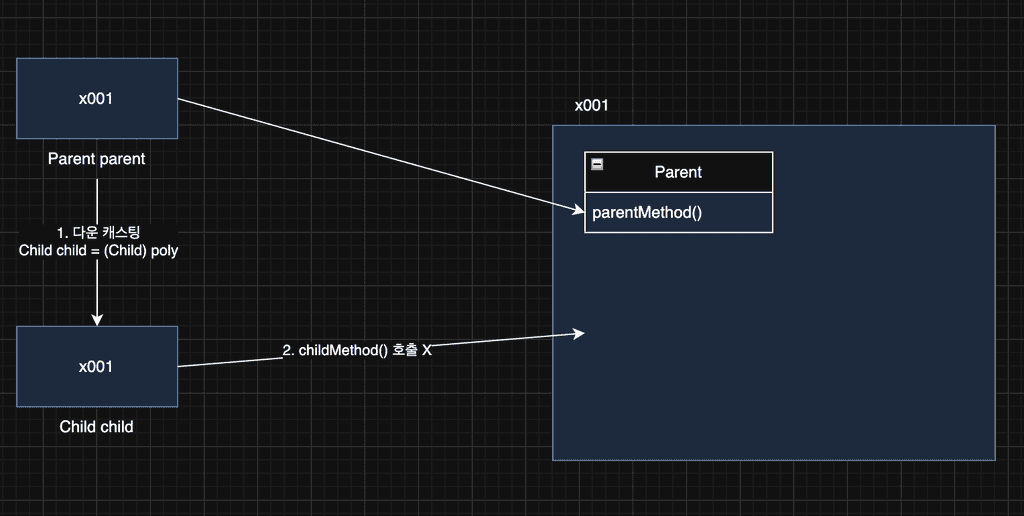 x001
Parent parent
1. 다운 캐스팅
Child child = (Child) poly
x001
Child child
2. childMethod() 호출 X
x001
Parent
parentMethod()